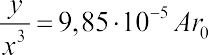 y/x³ = 9,85·10⁻⁵ Ar₀